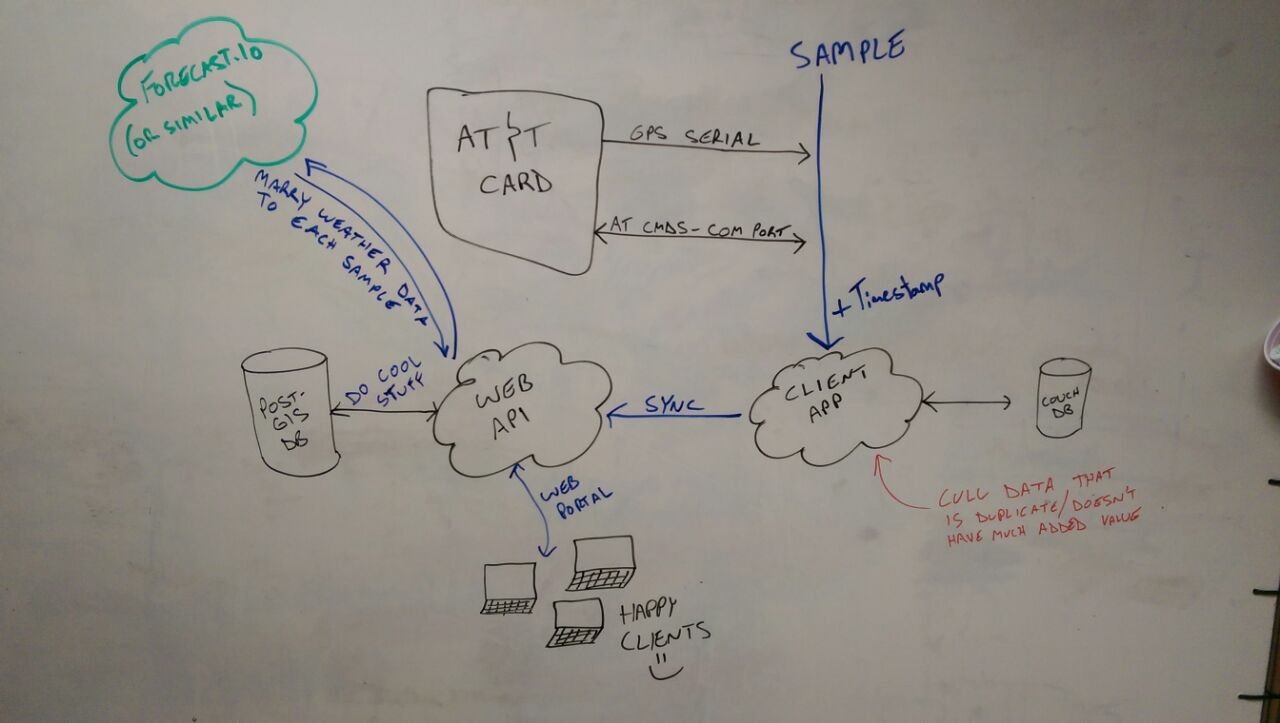 FORECAST.IO
(OR SIMILAR)
SAMPLE
AT&T
CARD
GPS SERIAL
AT CMDS-COM PORT
MARRY WEATHER DATA
TO EACH SAMPLE
+ Timestamp
POST-
GIS
DB
DO COOL
STUFF
WEB
API
SYNC
CLIENT
APP
COUCH
DB
WEB
PORTAL
CULL DATA THAT
IS DUPLICATE/DOESN'T
HAVE MUCH ADDED VALUE
HAPPY
CLIENTS